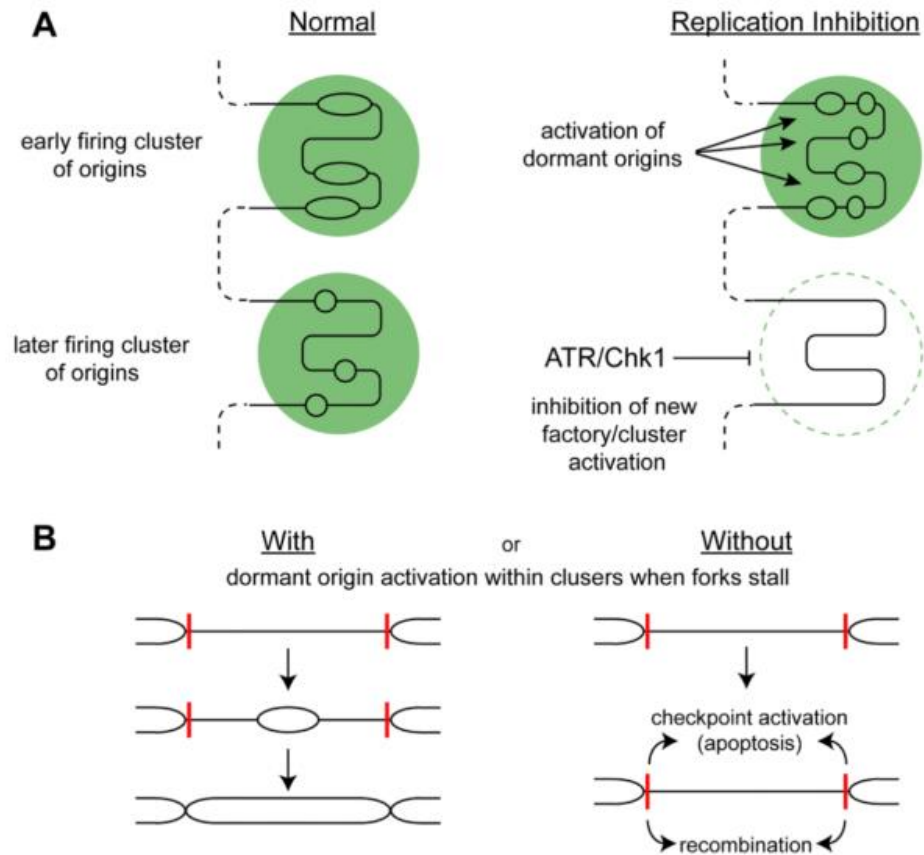 A
Normal
Replication Inhibition
early firing cluster
of origins
activation of
dormant origins
later firing cluster
of origins
ATR/Chk1
inhibition of new
factory/cluster
activation
B
With
or
Without
dormant origin activation within clusers when forks stall
checkpoint activation
(apoptosis)
recombination